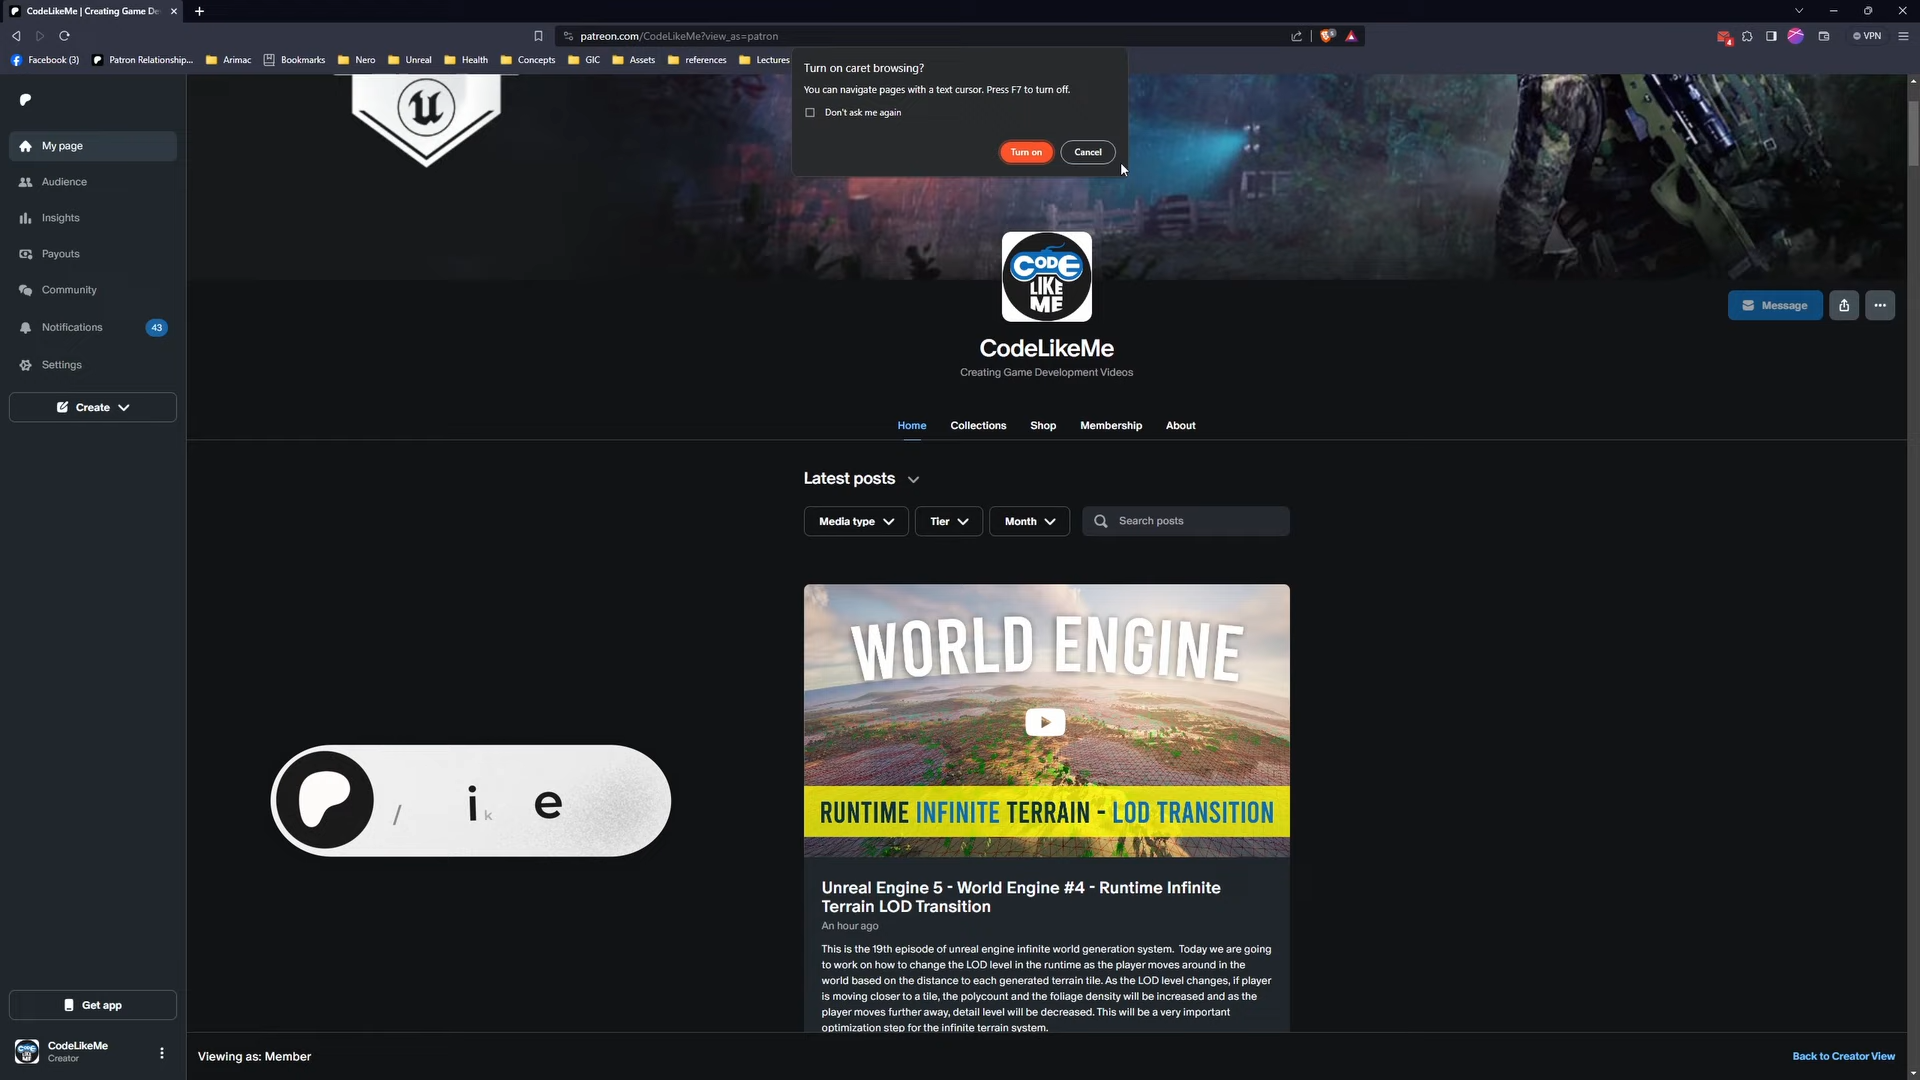 CodeLikeMe | Creating Game De
patreon.com/CodeLikeMe?view_as=patron
4
VPN
Facebook (3)
Patron Relationship...
Arimac
Bookmarks
Nero
Unreal
Health
Concepts
GIC
Assets
references
Lectures
Turn on caret browsing?
You can navigate pages with a text cursor. Press F7 to turn off.
Don't ask me again
Turn on
Cancel
My page
Audience
Insights
Payouts
Community
Notifications
43
Settings
Create
CODE
LIKE
ME
Message
CodeLikeMe
Creating Game Development Videos
Home
Collections
Shop
Membership
About
Latest posts
Media type
Tier
Month
Search posts
WORLD ENGINE
RUNTIME INFINITE TERRAIN - LOD TRANSITION
/ i k e
Unreal Engine 5 - World Engine #4 - Runtime Infinite
Terrain LOD Transition
An hour ago
This is the 19th episode of unreal engine infinite world generation system. Today we are going
to work on how to change the LOD level in the runtime as the player moves around in the
world based on the distance to each generated terrain tile. As the LOD level changes, if player
is moving closer to a tile, the polycount and the foliage density will be increased and as the
player moves further away, detail level will be decreased. This will be a very important
optimization step for the infinite terrain system.
Get app
CodeLikeMe
Creator
Viewing as: Member
Back to Creator View